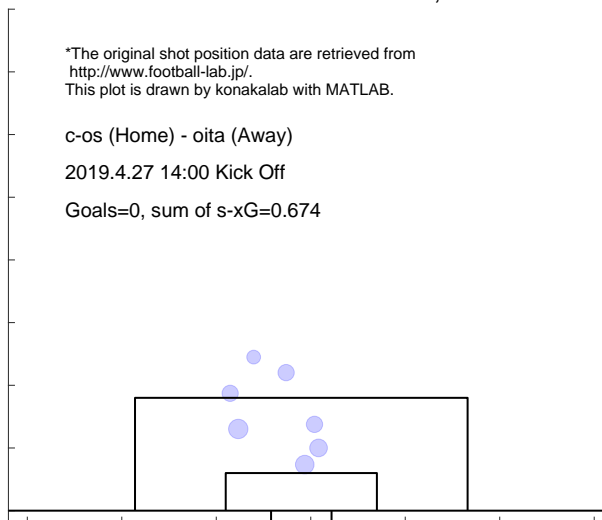 *The original shot position data are retrieved from
http://www.football-lab.jp/.
This plot is drawn by konakalab with MATLAB.
c-os (Home) - oita (Away)
2019.4.27 14:00 Kick Off
Goals=0, sum of s-xG=0.674